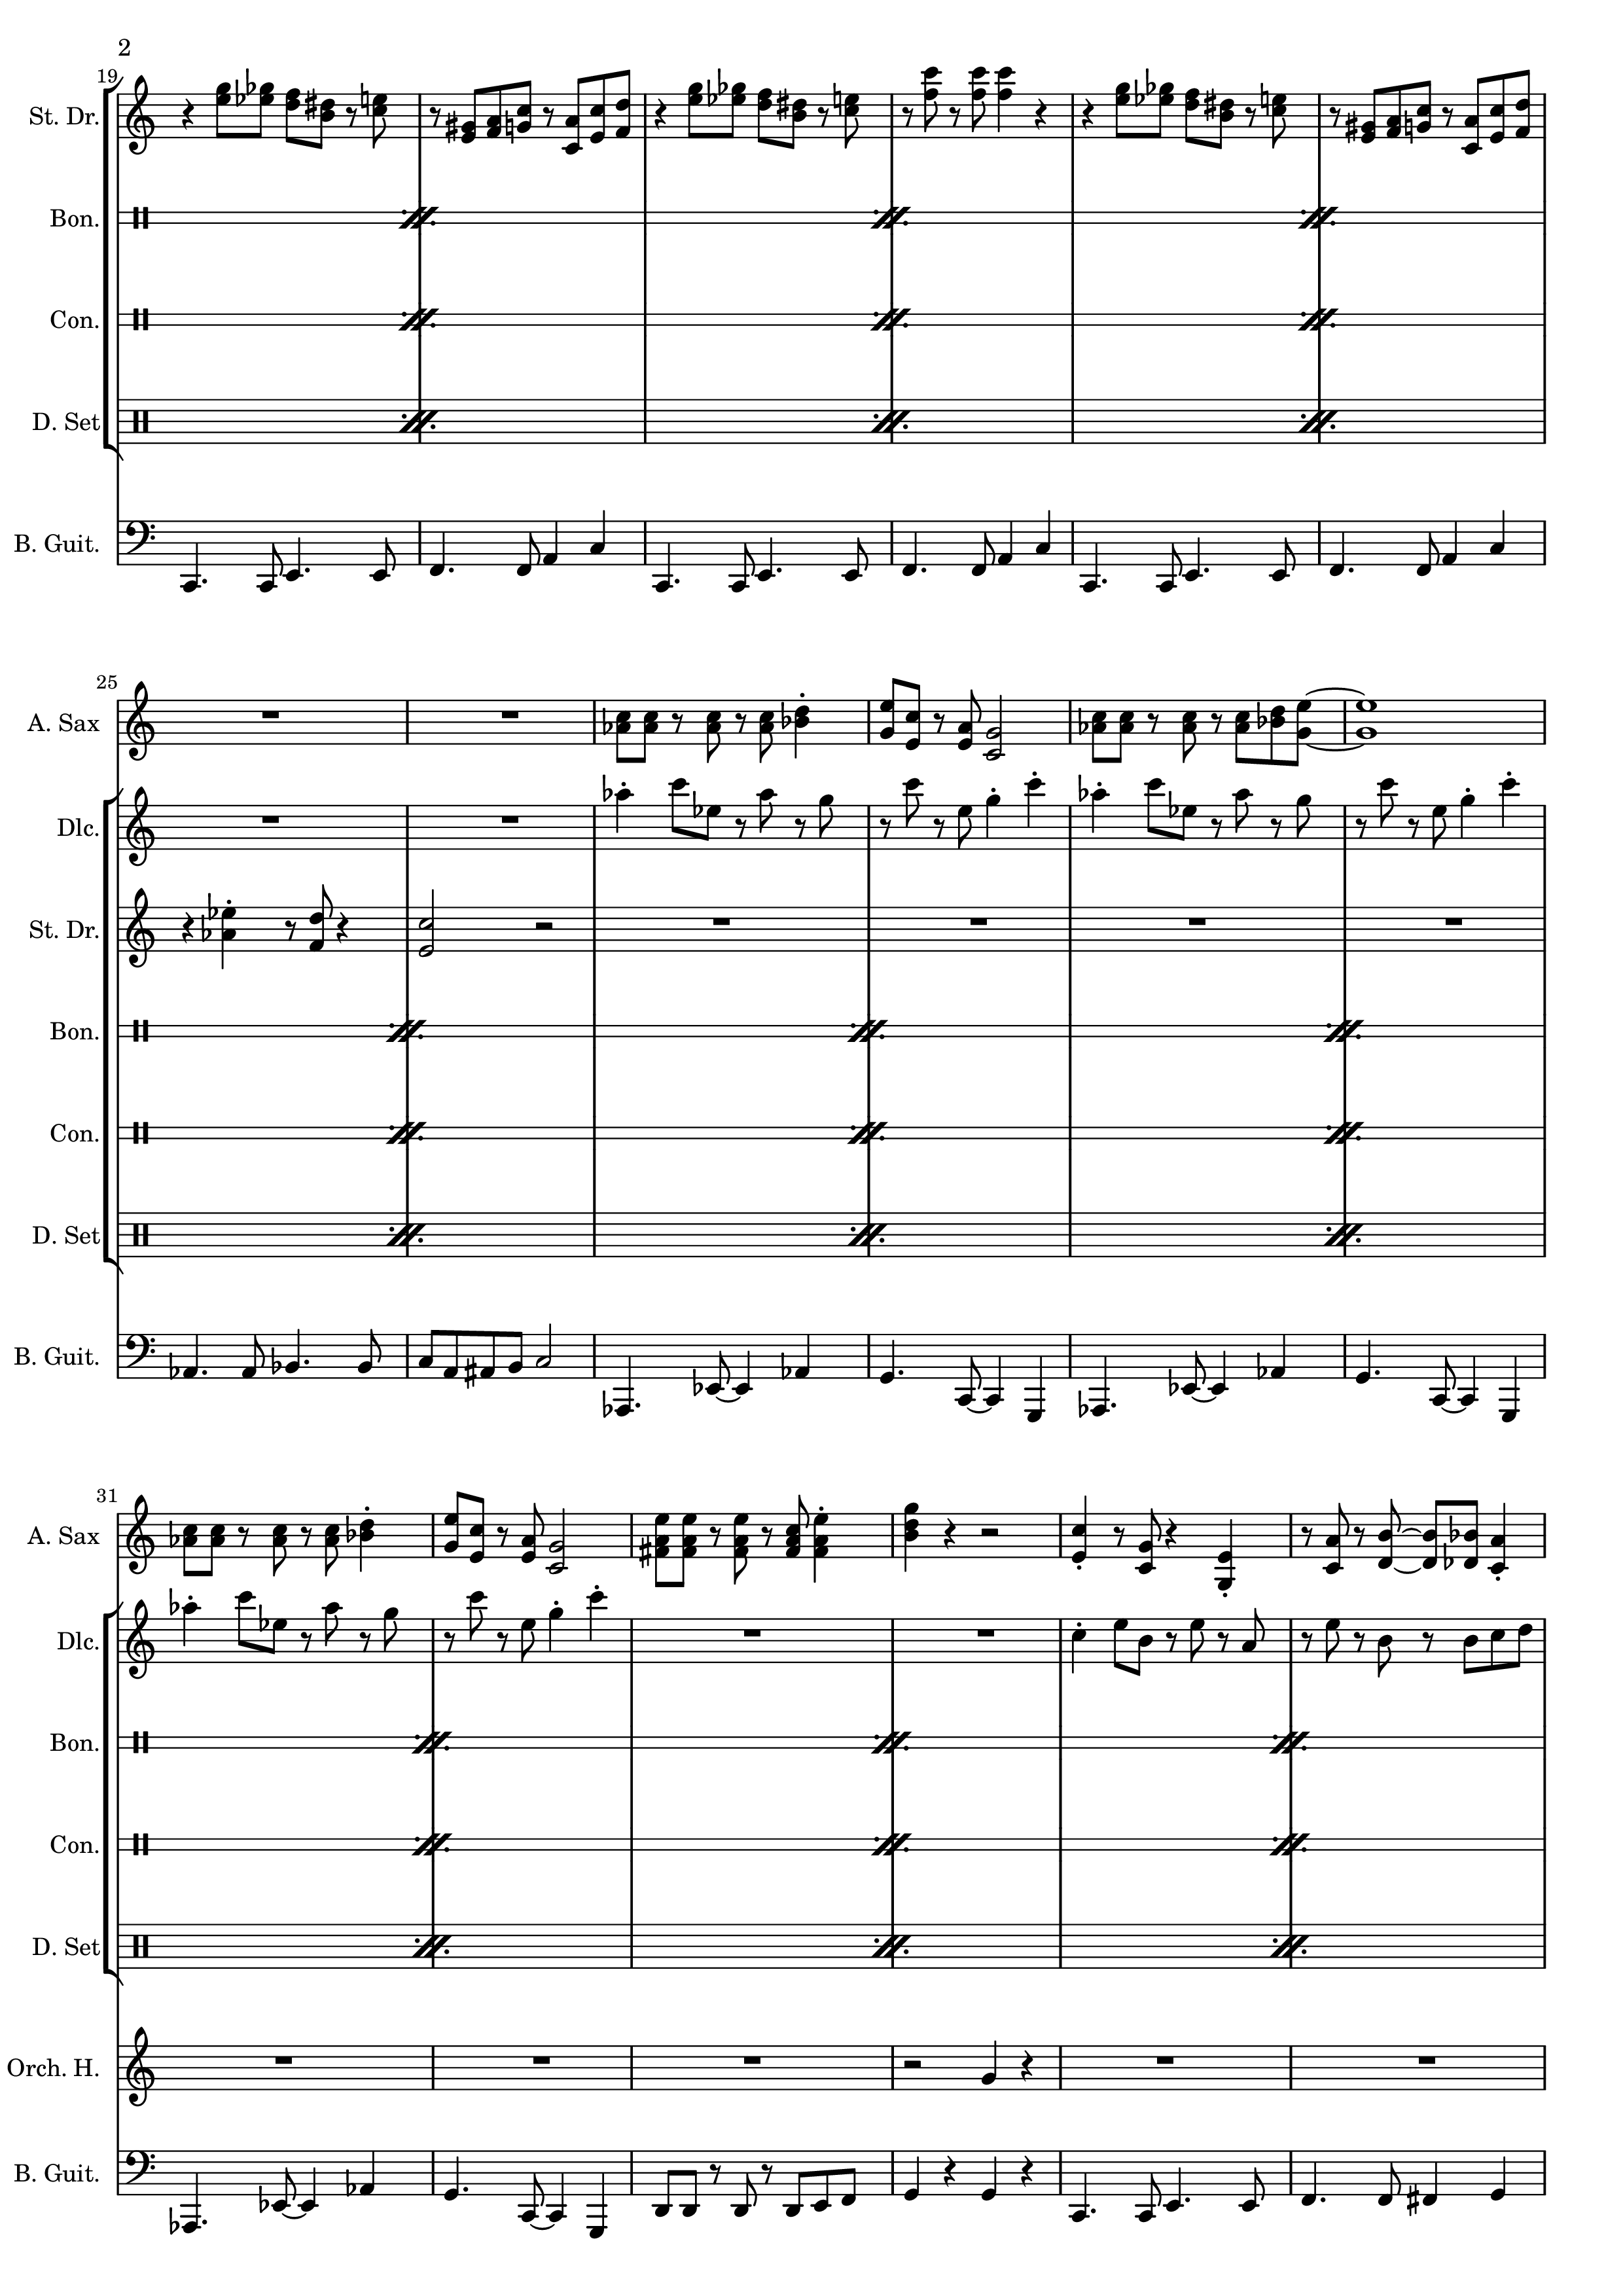 2
19
St. Dr.
Bon.
Con.
D. Set
B. Guit.
25
A. Sax
Dlc.
St. Dr.
Bon.
Con.
D. Set
B. Guit.
31
A. Sax
Dlc.
Bon.
Con.
D. Set
Orch. H.
B. Guit.